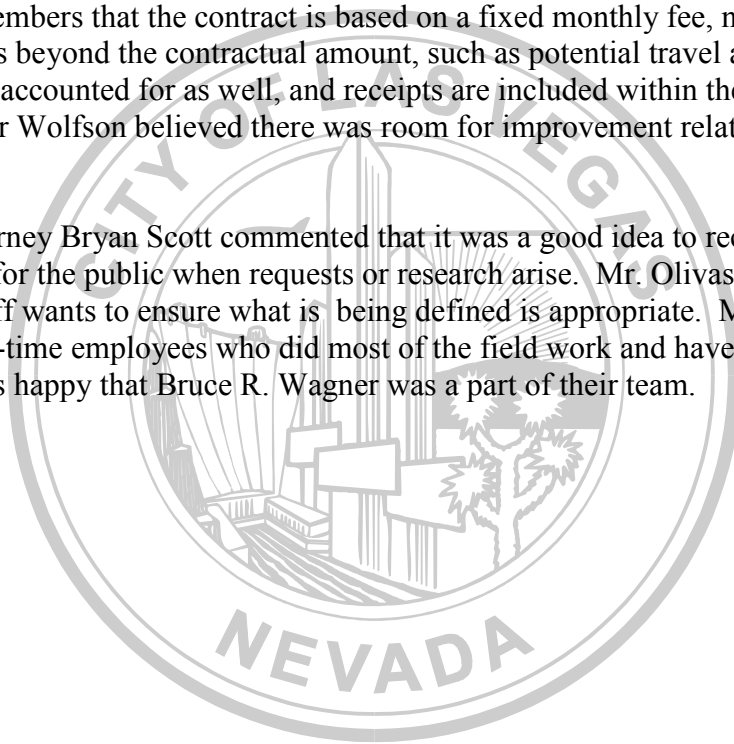 embers that the contract is based on a fixed monthly fee, n
s beyond the contractual amount, such as potential travel a
accounted for as well, and receipts are included within the
r Wolfson believed there was room for improvement relat
rney Bryan Scott commented that it was a good idea to rec
for the public when requests or research arise. Mr. Olivas
ff wants to ensure what is being defined is appropriate. M
-time employees who did most of the field work and have
s happy that Bruce R. Wagner was a part of their team.
CITY OF LAS VEGAS
NEVADA